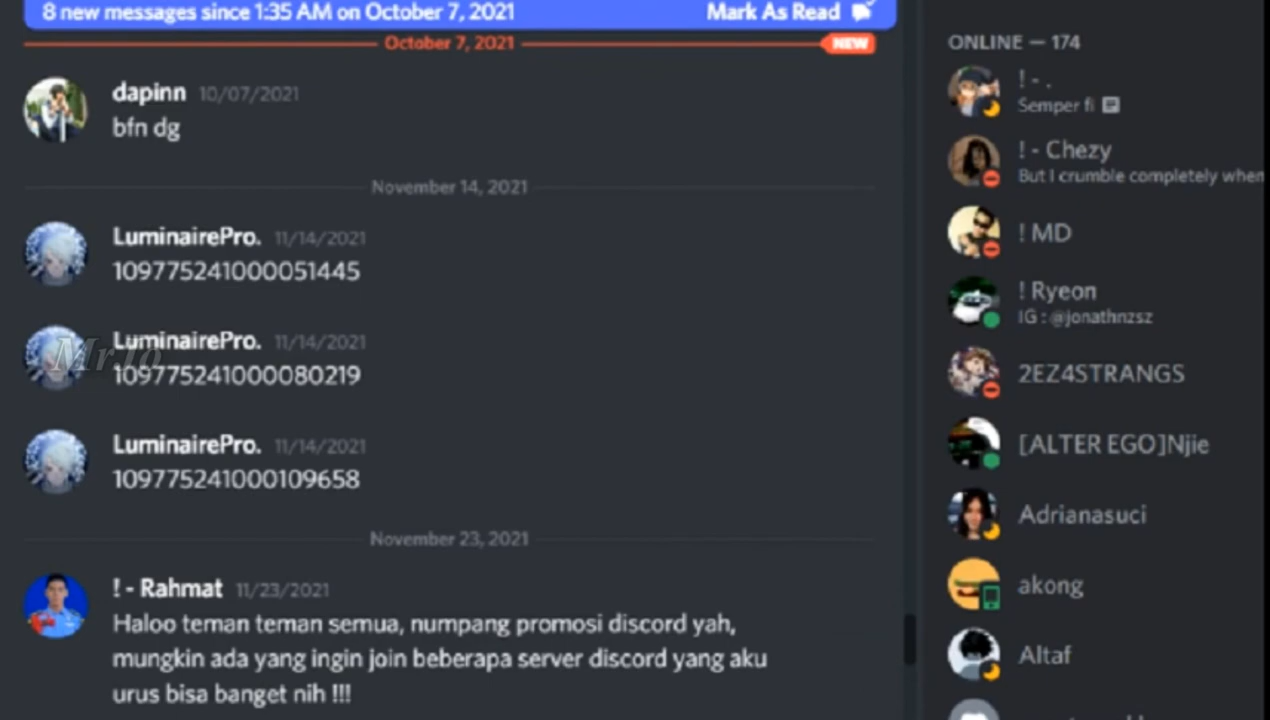 8 new messages since 1:35 AM on October 7, 2021 Mark As Read
October 7, 2021 NEW
dapinn 10/07/2021
bfn dg
November 14, 2021
LuminairePro. 11/14/2021
109775241000051445
LuminairePro. 11/14/2021
109775241000080219
MrJo
LuminairePro. 11/14/2021
109775241000109658
November 23, 2021
! - Rahmat 11/23/2021
Haloo teman teman semua, numpang promosi discord yah,
mungkin ada yang ingin join beberapa server discord yang aku
urus bisa banget nih !!!
ONLINE — 174
! - .
Semper fi
! - Chezy
But I crumble completely when
! MD
! Ryeon
IG : @jonathnzsz
2EZ4STRANGS
[ALTER EGO]Njie
Adrianasuci
akong
Altaf